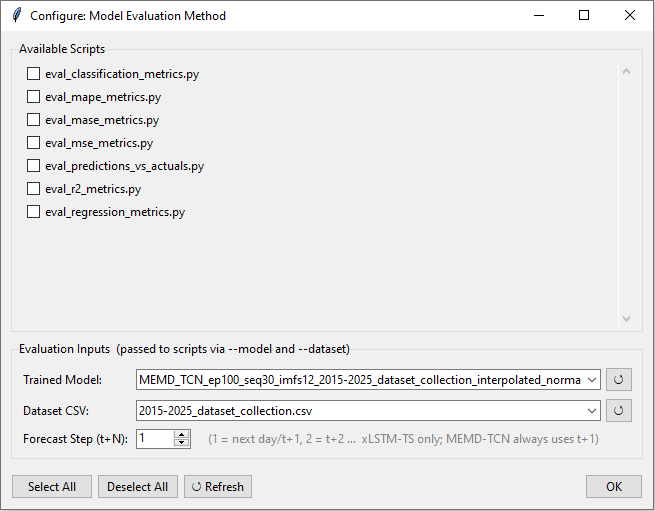 Configure: Model Evaluation Method
Available Scripts
eval_classification_metrics.py
eval_mape_metrics.py
eval_mase_metrics.py
eval_mse_metrics.py
eval_predictions_vs_actuals.py
eval_r2_metrics.py
eval_regression_metrics.py
Evaluation Inputs (passed to scripts via --model and --dataset)
Trained Model: MEMD_TCN_ep100_seq30_imfs12_2015-2025_dataset_collection_interpolated_norma
Dataset CSV: 2015-2025_dataset_collection.csv
Forecast Step (t+N): 1 (1 = next day/t+1, 2 = t+2 ... xLSTM-TS only; MEMD-TCN always uses t+1)
Select All Deselect All ↺ Refresh OK